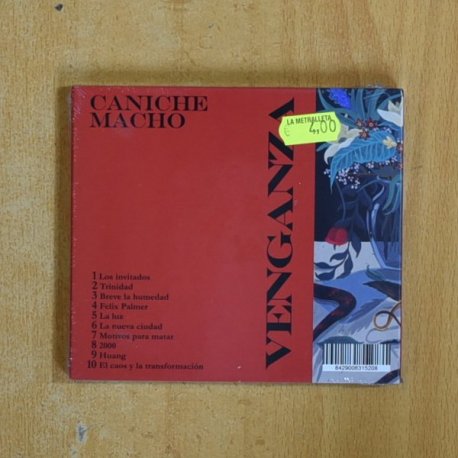 CANICHE
MACHO
VENGANZA
LA METRALLETA
€ 4,00
1 Los invitados
2 Trinidad
3 Breve la humedad
4 Felix Palmer
5 La luz
6 La nueva ciudad
7 Motivos para matar
8 2000
9 Huang
10 El caos y la transformación
8429006315208